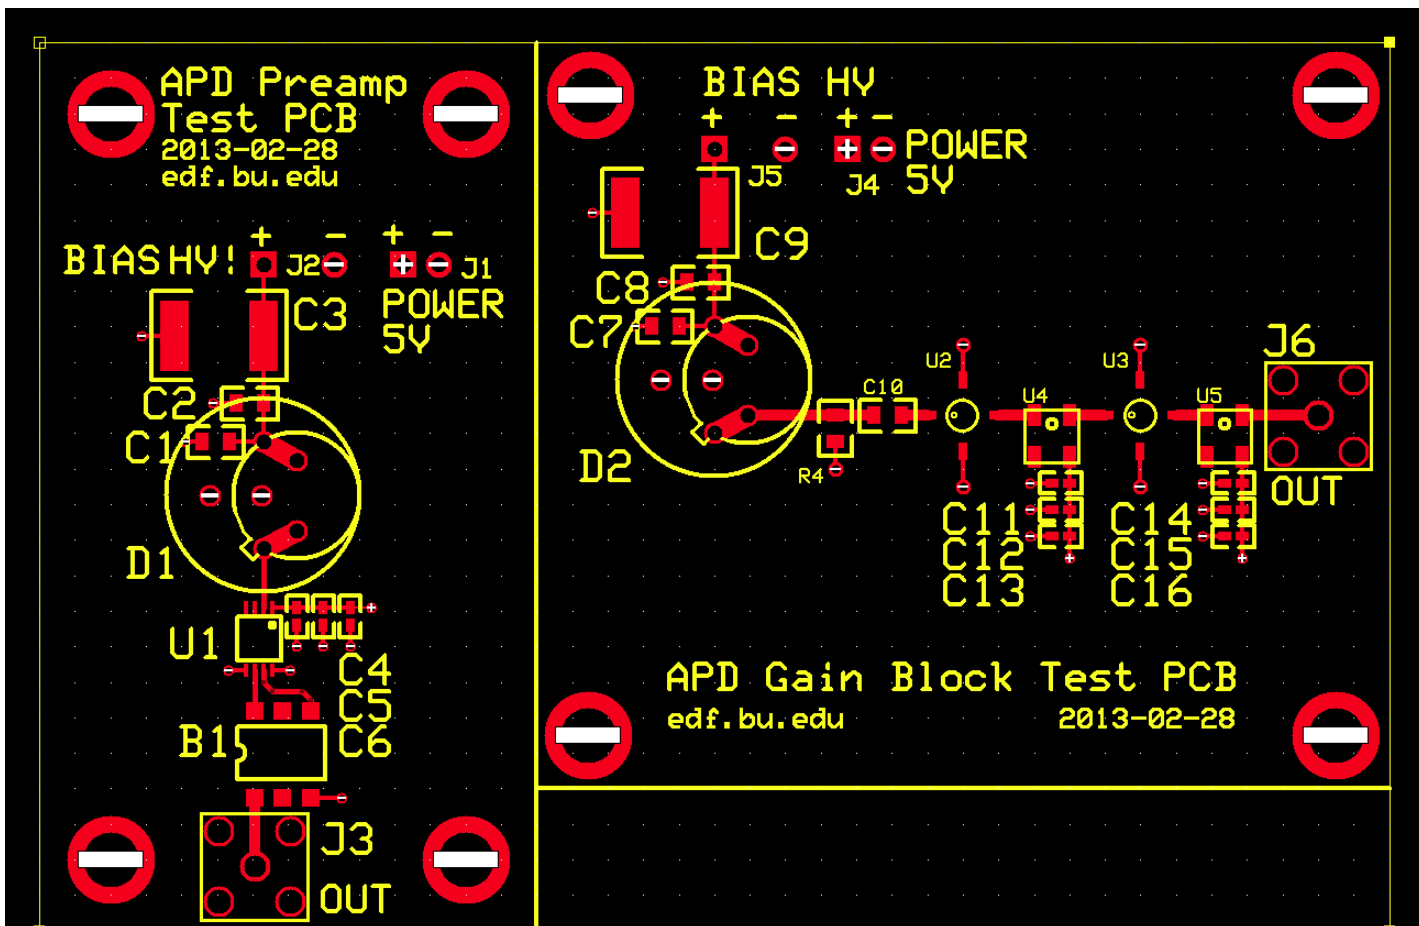 APD Preamp
Test PCB
2013-02-28
edf.bu.edu
+ - + -
BIAS HV! J2 J1
POWER
5V
C3
C2
C1
D1
U1
C4
C5
B1 C6
J3
OUT
BIAS HV
+ - + -
POWER
5V
J5 J4
C9
C8
C7
D2
C10
R4
U2
U4
U3
U5
J6
OUT
C11
C12
C13
C14
C15
C16
APD Gain Block Test PCB
edf.bu.edu 2013-02-28